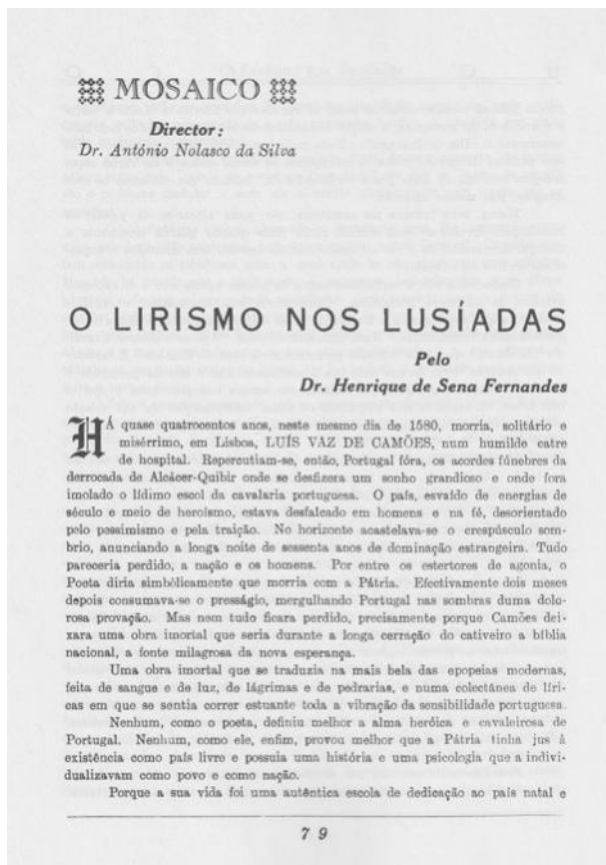 MOSAICO
Director:
Dr. António Nolasco da Silva
O LIRISMO NOS LUSÍADAS
Pelo
Dr. Henrique de Sena Fernandes
HÁ quase quatrocentos anos, neste mesmo dia de 1580, morria, solitário e
misérrimo, em Lisboa, LUÍS VAZ DE CAMÕES, num humilde catre
de hospital. Repercutiam-se, então, Portugal fóra, os acordes fúnebres da
derrocada de Alcácer-Quibir onde se desfizera um sonho grandioso e onde fora
imolado o lídimo escol da cavalaria portuguesa. O país, esvaído de energias de
século e meio de heroísmo, estava desfalcado em homens e na fé, desorientado
pelo pessimismo e pela traição. No horizonte acastelava-se o crespúsculo som-
brio, anunciando a longa noite de sessenta anos de dominação estrangeira. Tudo
pareceria perdido, a nação e os homens. Por entre os estertores de agonia, o
Poeta diria simbòlicamente que morria com a Pátria. Efectivamente dois meses
depois consumava-se o presságio, mergulhando Portugal nas sombras duma dolo-
rosa provação. Mas nem tudo ficara perdido, precisamente porque Camões dei-
xara uma obra imortal que seria durante a longa cerração do cativeiro a bíblia
nacional, a fonte milagrosa da nova esperança.
Uma obra imortal que se traduzia na mais bela das epopeias modernas,
feita de sangue e de luz, de lágrimas e de pedrarias, e numa colectânea de líri-
cas em que se sentia correr estuante toda a vibração da sensibilidade portuguesa.
Nenhum, como o poeta, definiu melhor a alma heróica e cavaleirosa de
Portugal. Nenhum, como ele, enfim, provou melhor que a Pátria tinha jus à
existência como país livre e possuia uma história e uma psicologia que a indivi-
dualizavam como povo e como nação.
Porque a sua vida foi uma autêntica escola de dedicação ao país natal e
79